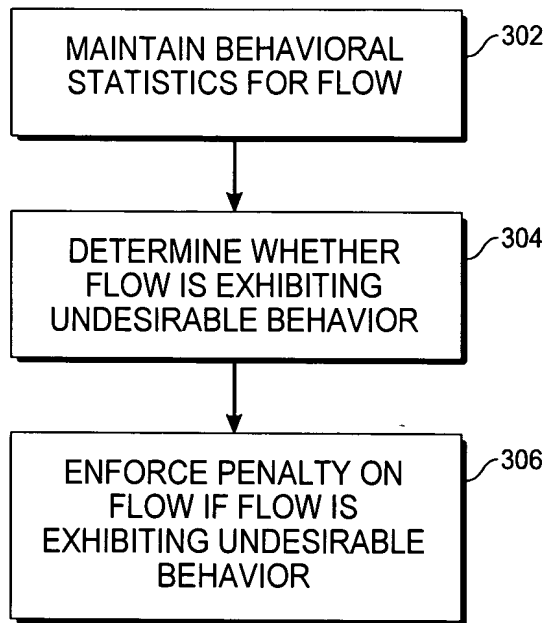 MAINTAIN BEHAVIORAL
STATISTICS FOR FLOW
302
DETERMINE WHETHER
FLOW IS EXHIBITING
UNDESIRABLE BEHAVIOR
304
ENFORCE PENALTY ON
FLOW IF FLOW IS
EXHIBITING UNDESIRABLE
BEHAVIOR
306